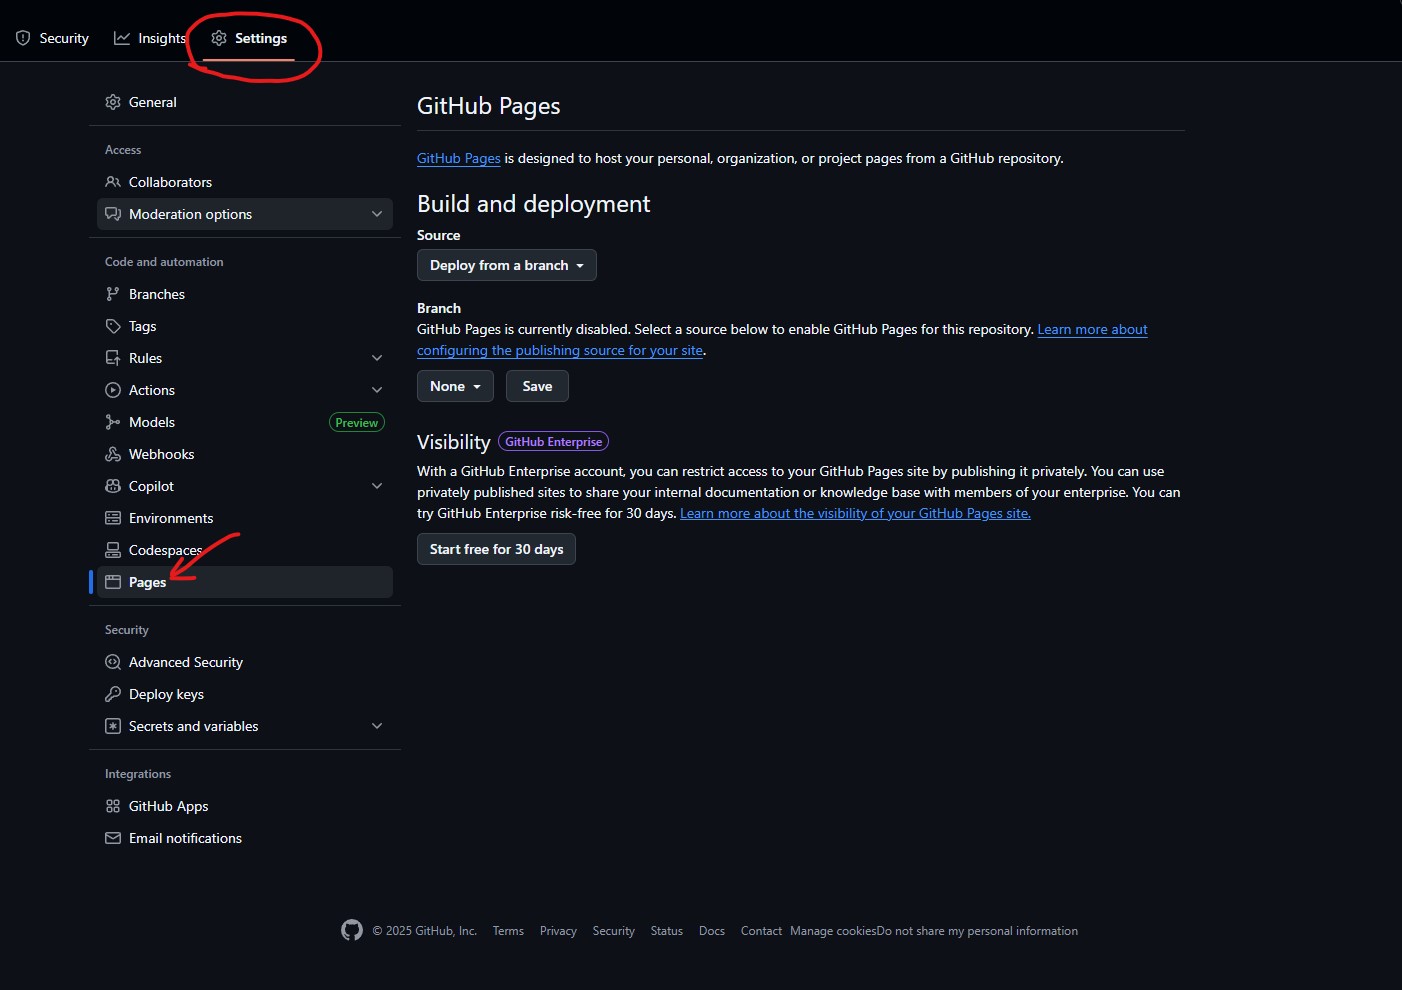 Security
Insights
Settings
General
Access
Collaborators
Moderation options
Code and automation
Branches
Tags
Rules
Actions
Models
Preview
Webhooks
Copilot
Environments
Codespaces
Pages
Security
Advanced Security
Deploy keys
Secrets and variables
Integrations
GitHub Apps
Email notifications
GitHub Pages
GitHub Pages is designed to host your personal, organization, or project pages from a GitHub repository.
Build and deployment
Source
Deploy from a branch
Branch
GitHub Pages is currently disabled. Select a source below to enable GitHub Pages for this repository. Learn more about
configuring the publishing source for your site.
None
Save
Visibility GitHub Enterprise
With a GitHub Enterprise account, you can restrict access to your GitHub Pages site by publishing it privately. You can use
privately published sites to share your internal documentation or knowledge base with members of your enterprise. You can
try GitHub Enterprise risk-free for 30 days. Learn more about the visibility of your GitHub Pages site.
Start free for 30 days
© 2025 GitHub, Inc. Terms Privacy Security Status Docs Contact Manage cookiesDo not share my personal information